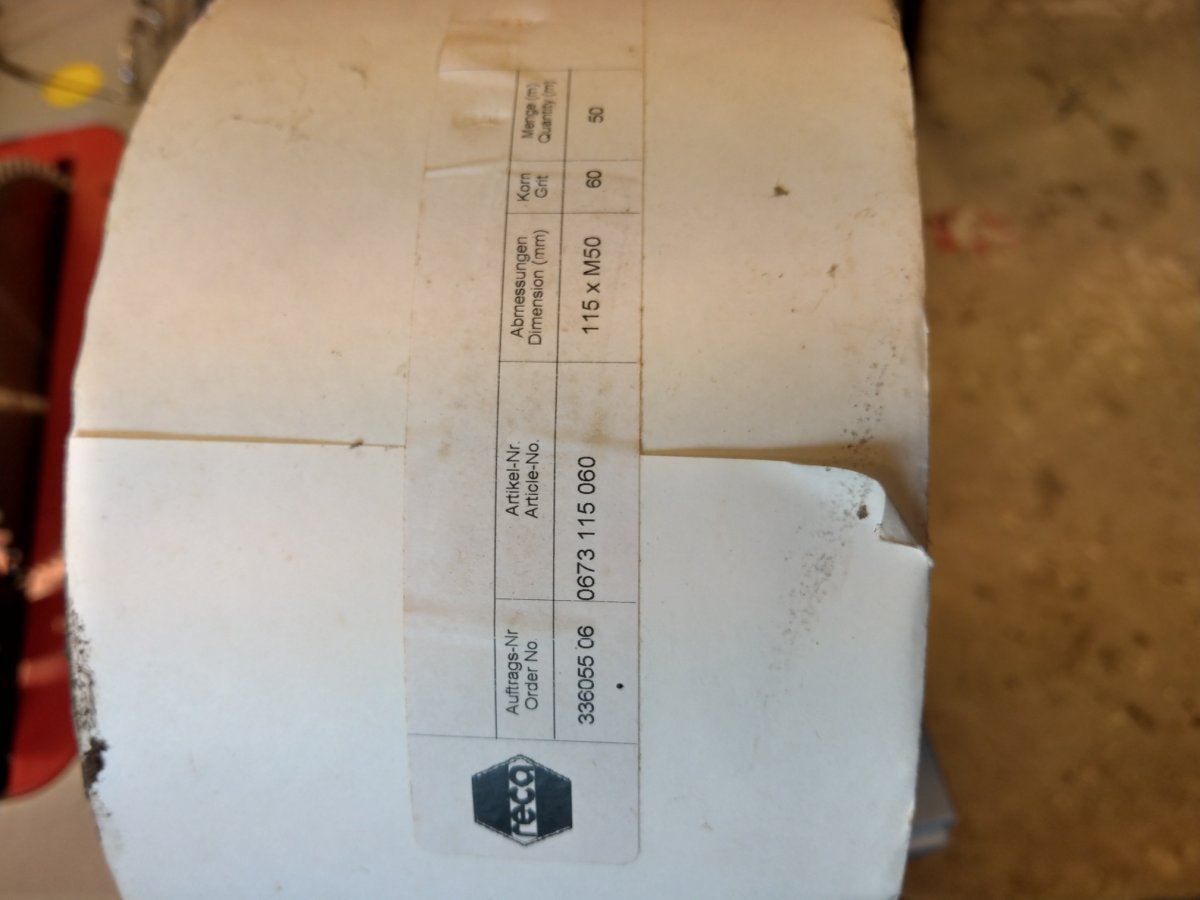 reca
Auftrags-Nr
Order No.
Artikel-Nr.
Article-No.
Abmessungen
Dimension (mm)
Korn
Grit
Menge (m)
Quantity (m)
336055 06
0673 115 060
115 x M50
60
50